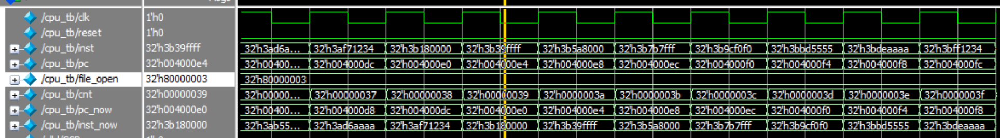 /cpu_tb/clk 1'h0
/cpu_tb/reset 1'h0
/cpu_tb/inst 32'h3b39ffff 32'h3ad6a... 32'h3af71234 32'h3b180000 32'h3b39ffff 32'h3b5a8000 32'h3b7b7fff 32'h3b9cf0f0 32'h3bbd5555 32'h3bdeaaaa 32'h3bff1234
/cpu_tb/pc 32'h004000e4 32'h00400... 32'h004000dc 32'h004000e0 32'h004000e4 32'h004000e8 32'h004000ec 32'h004000f0 32'h004000f4 32'h004000f8 32'h004000fc
/cpu_tb/file_open 32'h80000003 32'h80000003
/cpu_tb/cnt 32'h00000039 32'h00000... 32'h00000037 32'h00000038 32'h00000039 32'h0000003a 32'h0000003b 32'h0000003c 32'h0000003d 32'h0000003e 32'h0000003f
/cpu_tb/pc_now 32'h004000e0 32'h00400... 32'h004000d8 32'h004000dc 32'h004000e0 32'h004000e4 32'h004000e8 32'h004000ec 32'h004000f0 32'h004000f4 32'h004000f8
/cpu_tb/inst_now 32'h3b180000 32'h3ab55... 32'h3ad6aaaa 32'h3af71234 32'h3b180000 32'h3b39ffff 32'h3b5a8000 32'h3b7b7fff 32'h3b9cf0f0 32'h3bbd5555 32'h3bdeaaaa